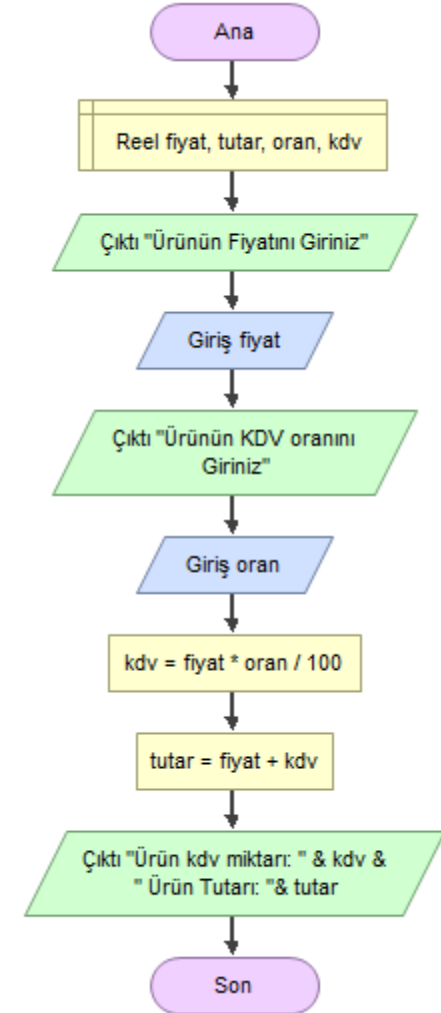 Ana
Reel fiyat, tutar, oran, kdv
Çıktı "Ürünün Fiyatını Giriniz"
Giriş fiyat
Çıktı "Ürünün KDV oranını
Giriniz"
Giriş oran
kdv = fiyat * oran / 100
tutar = fiyat + kdv
Çıktı "Ürün kdv miktarı: " & kdv &
" Ürün Tutarı: "& tutar
Son